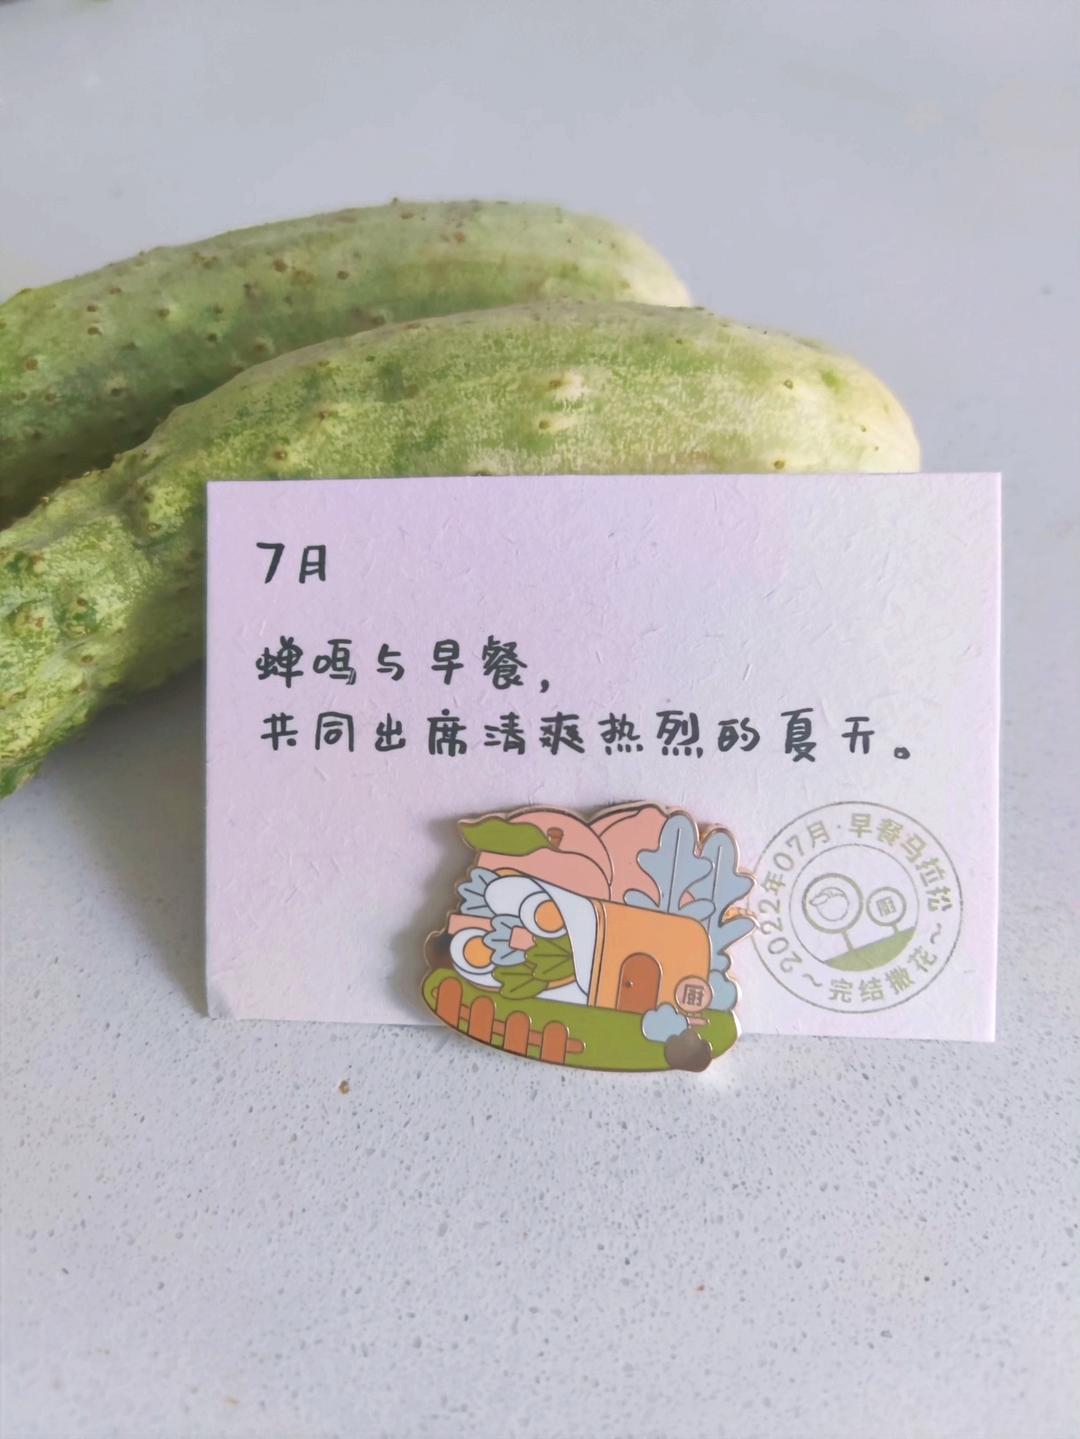 7月
蝉鸣与早餐，
共同出席清爽热烈的夏天。
2022年07月·早餐马拉松
～完结撒花～
厨
厨